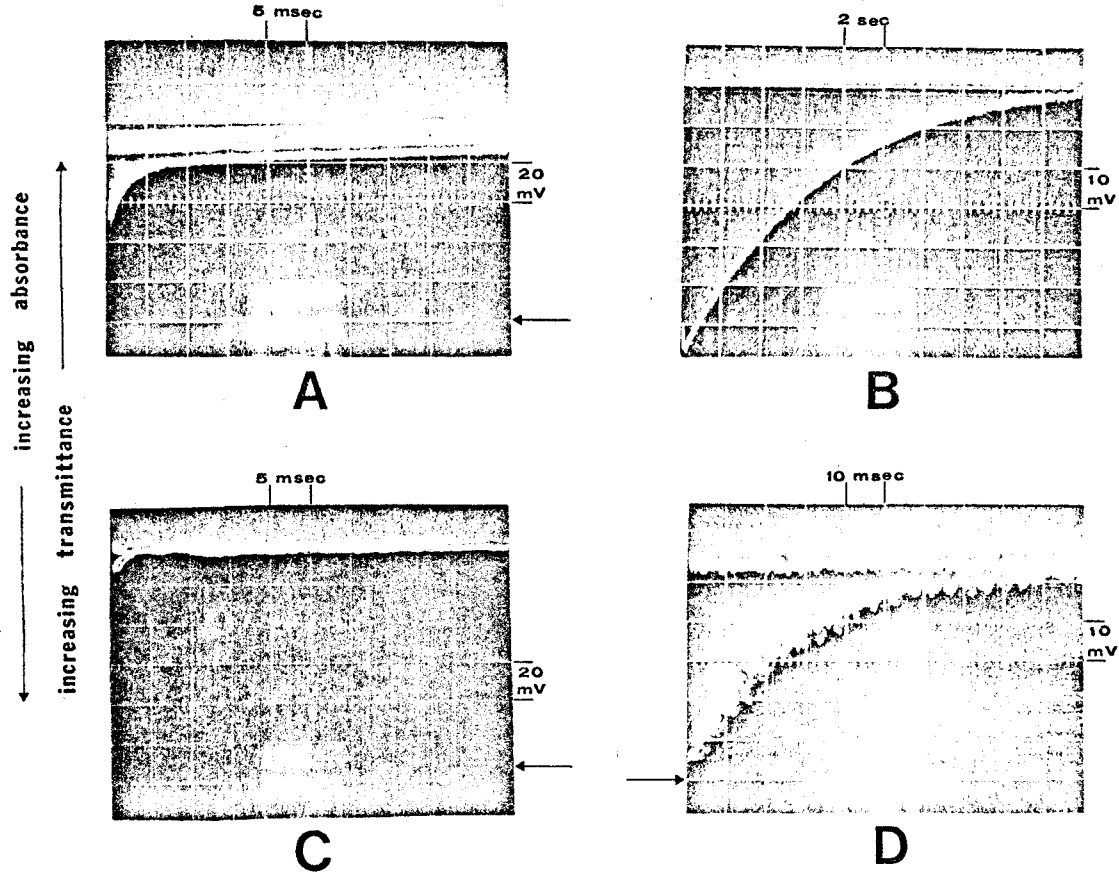 5 msec
20
mV
A
2 sec
10
mV
B
increasing absorbance
increasing transmittance
5 msec
20
mV
C
10 msec
10
mV
D